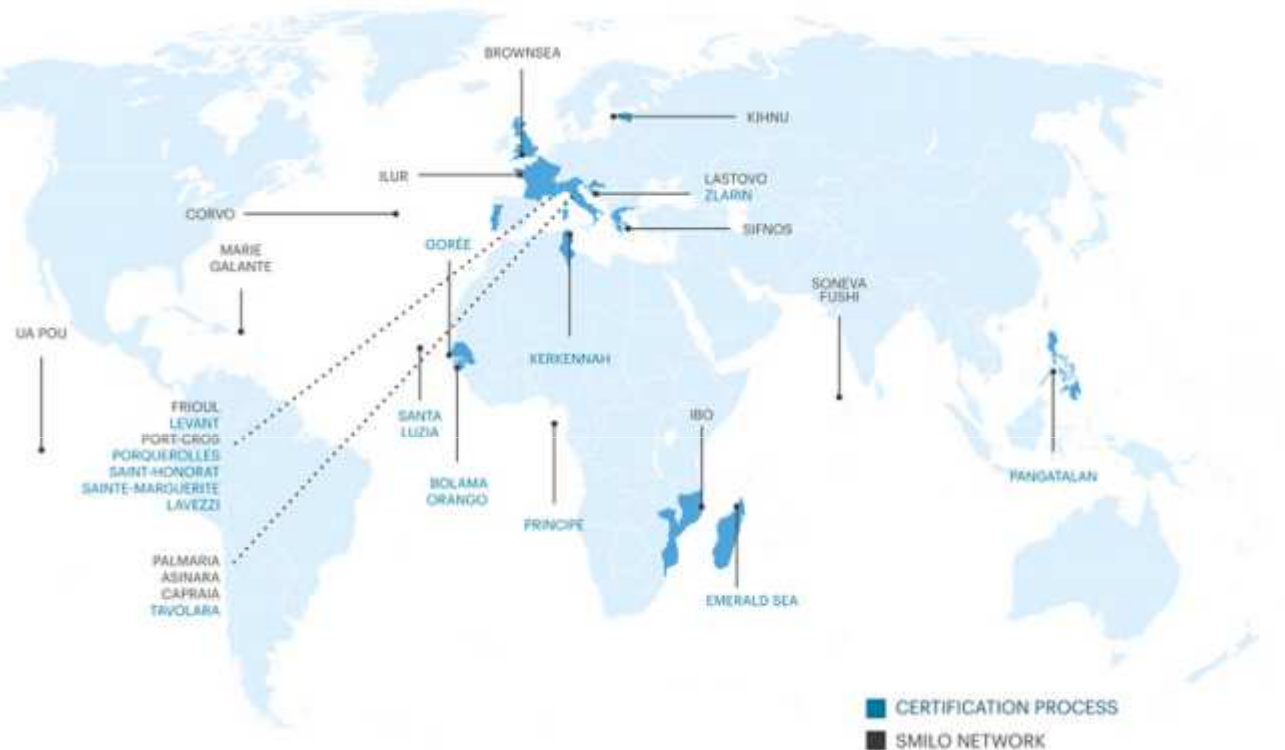 BROWNSEA
KIHNU
ILUR
LASTOVO
ZLARIN
CORVO
SIFNOS
GORÉE
MARIE
GALANTE
SONEVA
FUSHI
UA POU
KERKENNAH
FRIOUL
LEVANT
PORT-CROS
PORQUEROLLES
SAINT-HONORAT
SAINTE-MARGUERITE
LAVEZZI
SANTA
LUZIA
IBO
BOLAMA
ORANGO
PANGATALAN
PRINCIPE
PALMARIA
ASINARA
CAPRAIA
TAVOLARA
EMERALD SEA
CERTIFICATION PROCESS
SMILO NETWORK